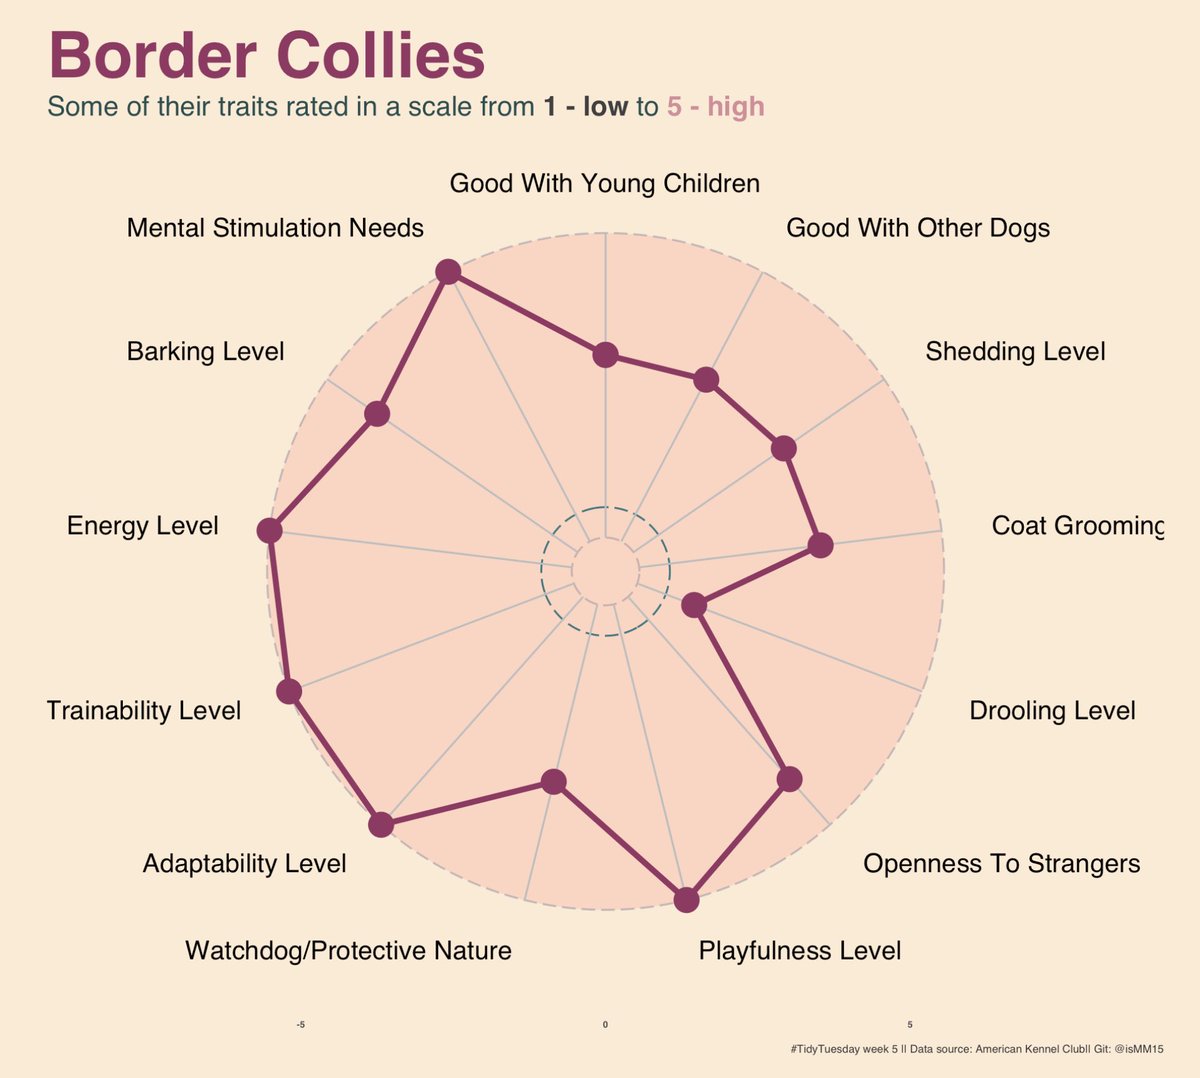 Border Collies
Some of their traits rated in a scale from 1 - low to 5 - high
Good With Young Children
Mental Stimulation Needs
Good With Other Dogs
Barking Level
Shedding Level
Energy Level
Coat Grooming
Trainability Level
Drooling Level
Adaptability Level
Openness To Strangers
Watchdog/Protective Nature
Playfulness Level
-5 0 5
#TidyTuesday week 5 || Data source: American Kennel Club|| Git: @isMM15